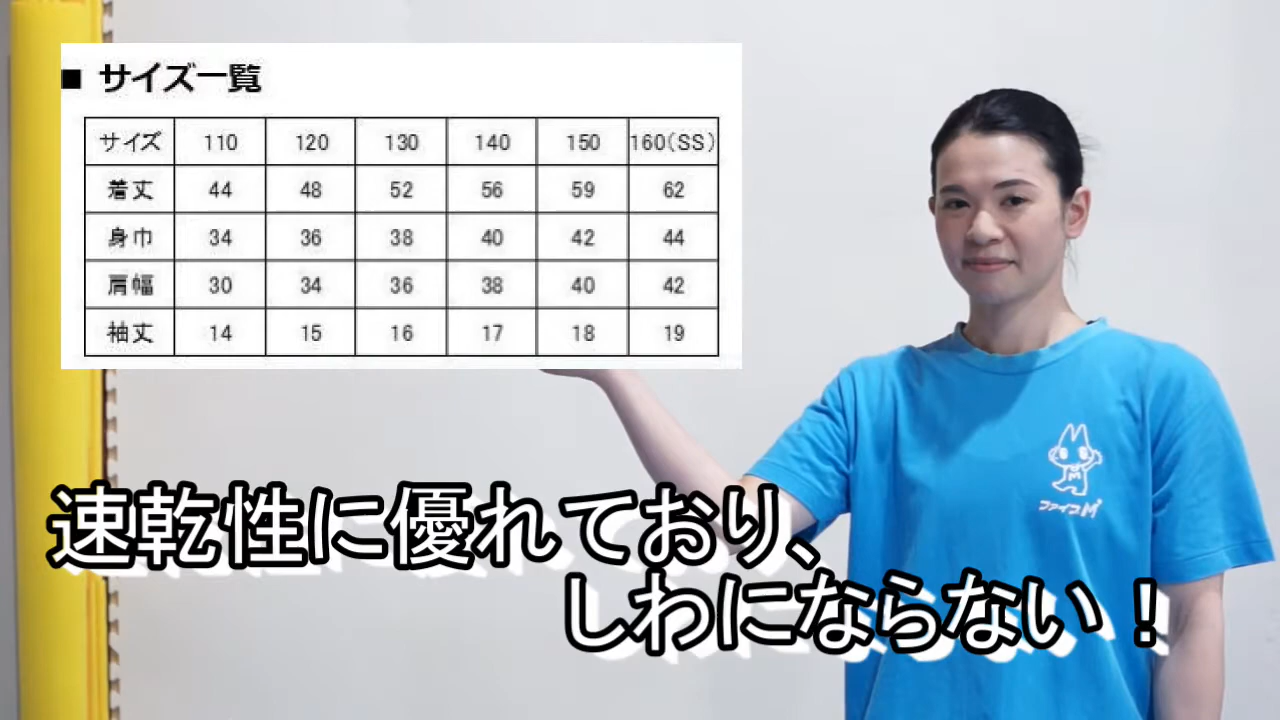 ■ サイズ一覧
サイズ 110 120 130 140 150 160(SS)
着丈 44 48 52 56 59 62
身巾 34 36 38 40 42 44
肩幅 30 34 36 38 40 42
袖丈 14 15 16 17 18 19
M
ファイコM
速乾性に優れており、
しわにならない！